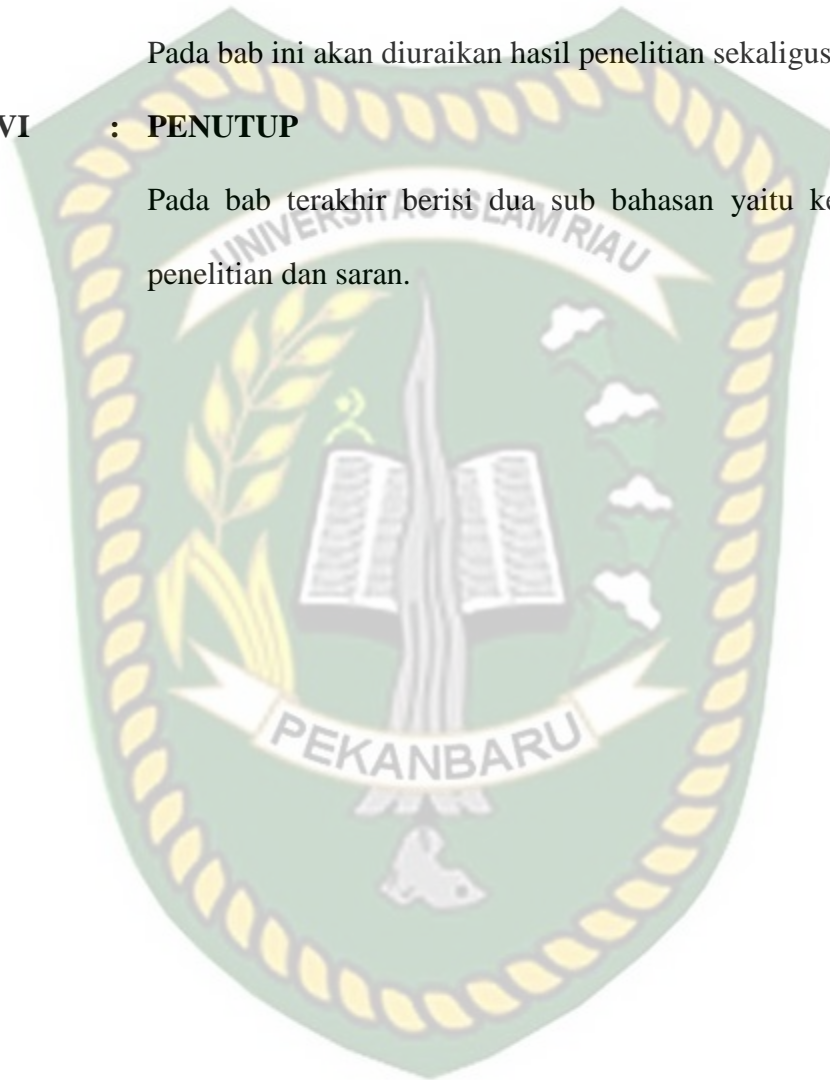 Pada bab ini akan diuraikan hasil penelitian sekaligus
VI : PENUTUP
Pada bab terakhir berisi dua sub bahasan yaitu ke
penelitian dan saran.
UNIVERSITAS ISLAM RIAU
PEKANBARU